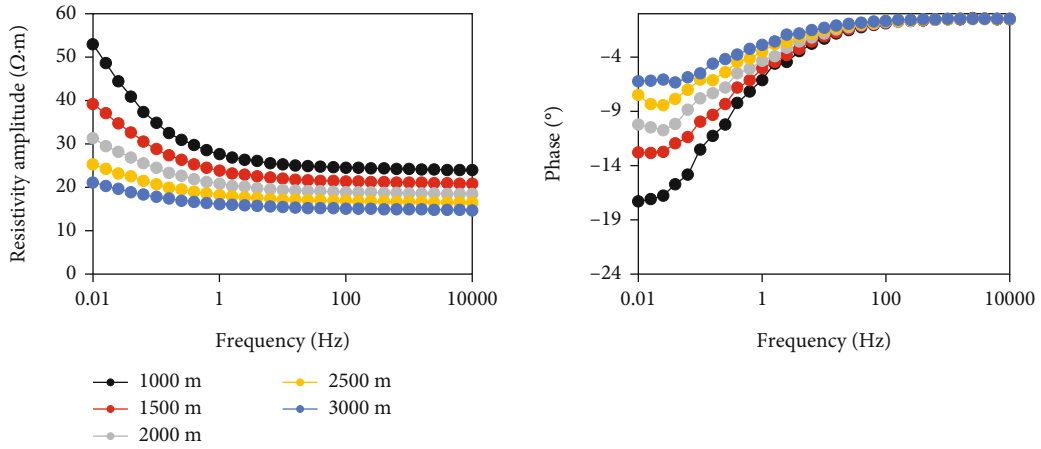 Resistivity amplitude (Ω·m)
60
50
40
30
20
10
0
0.01
1
100
10000
Frequency (Hz)
Phase (°)
−4
−9
−14
−19
−24
0.01
1
100
10000
Frequency (Hz)
1000 m
1500 m
2000 m
2500 m
3000 m